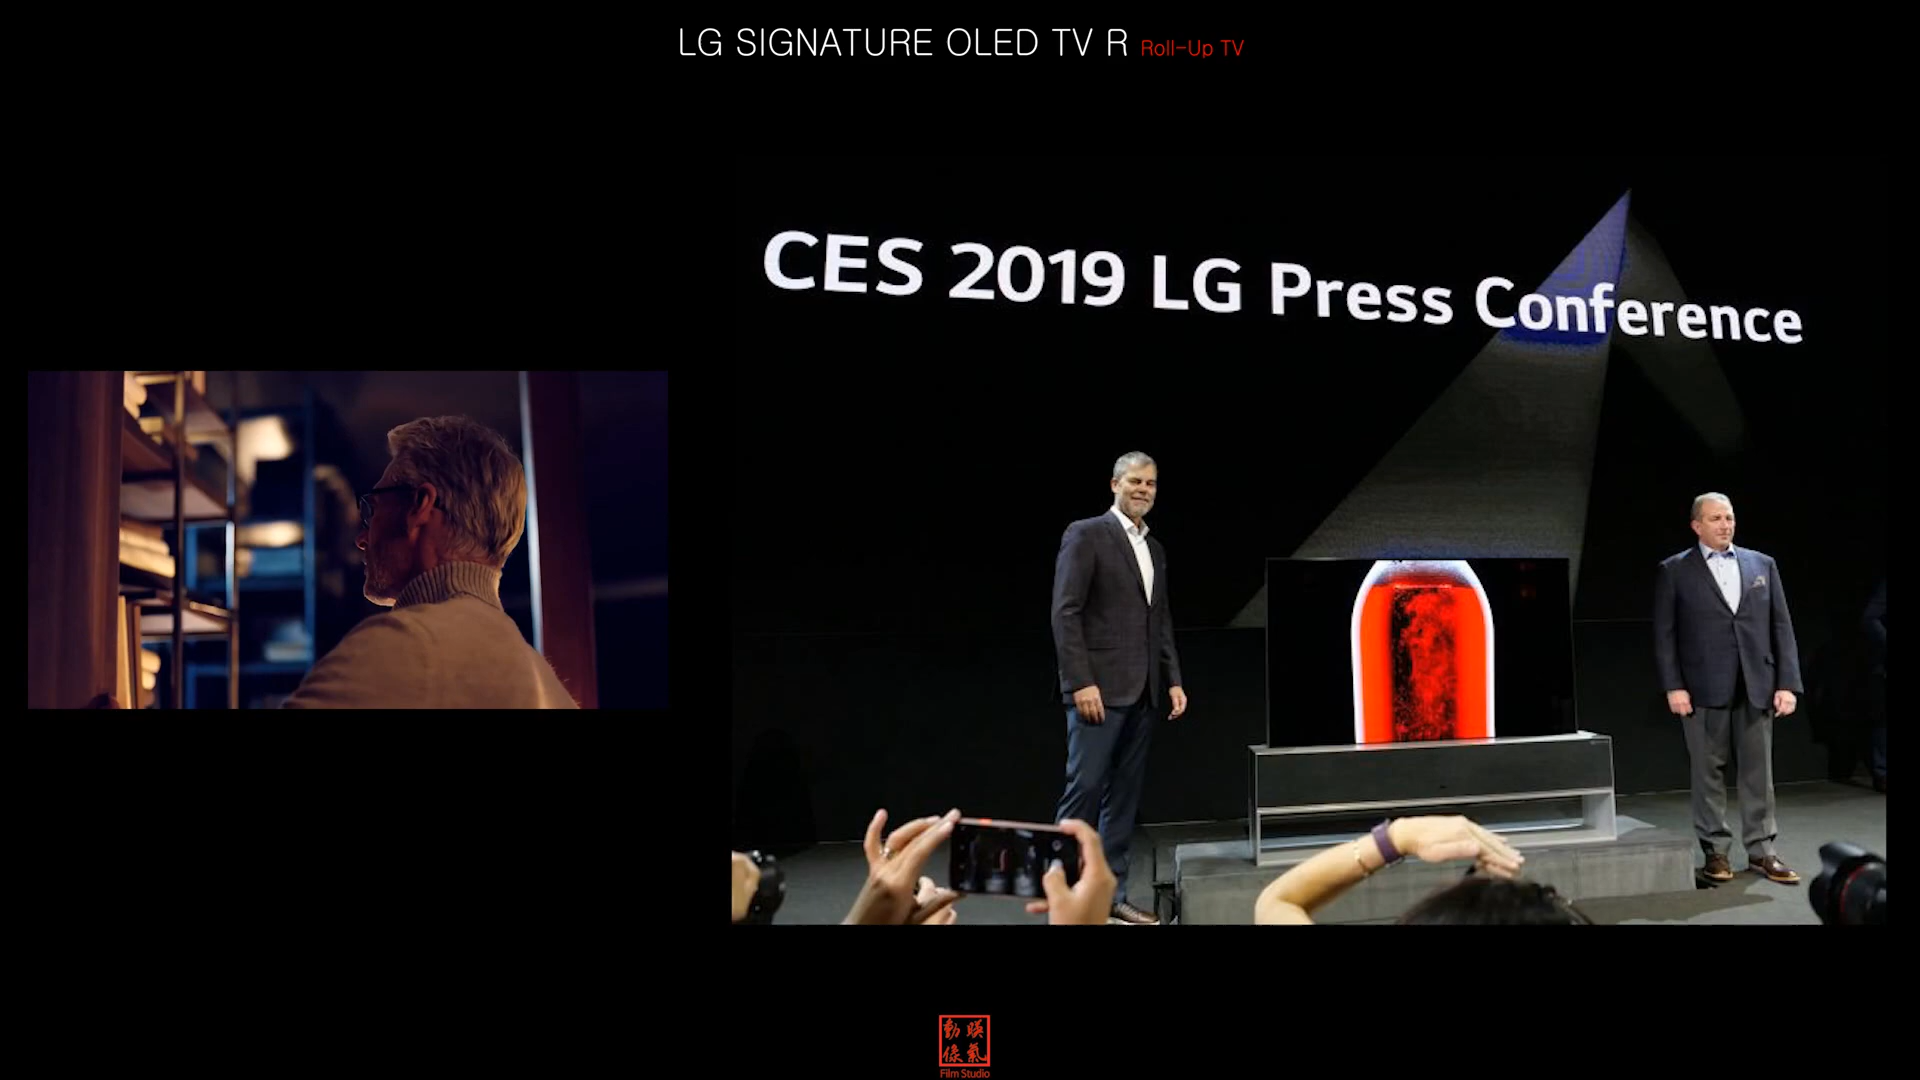 LG SIGNATURE OLED TV R Roll-Up TV
CES 2019 LG Press Conference
Film Studio